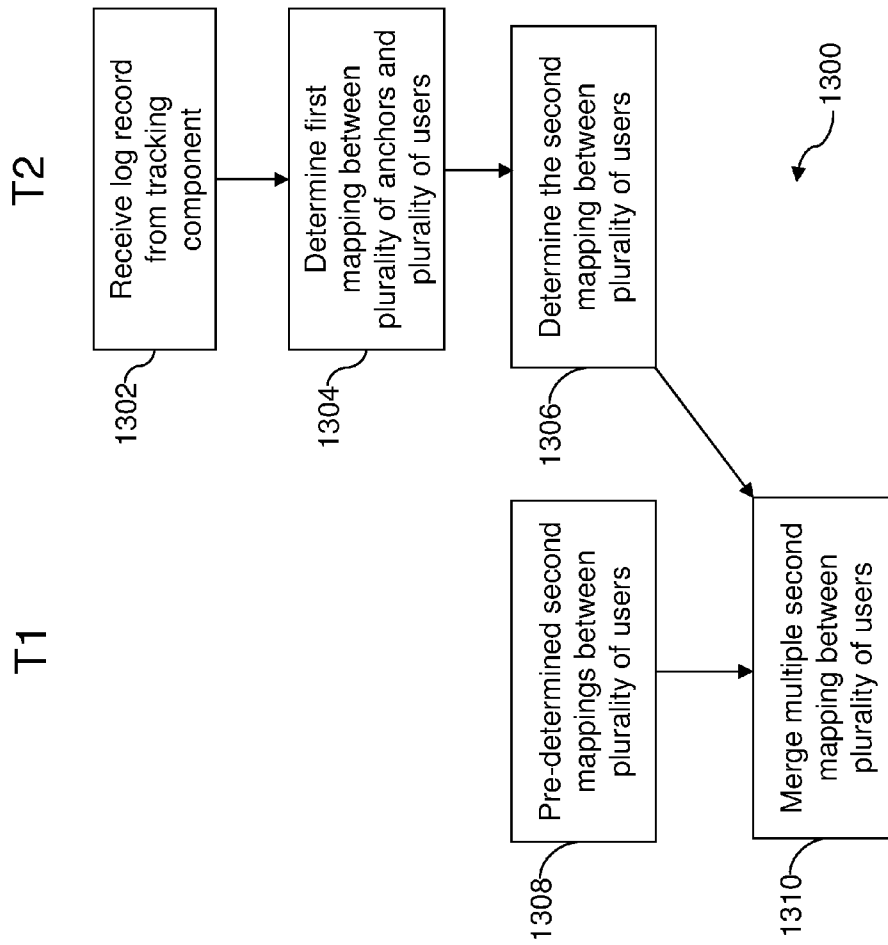 T1
T2
1302
Receive log record
from tracking
component
1304
Determine first
mapping between
plurality of anchors and
plurality of users
1308
Pre-determined second
mappings between
plurality of users
1306
Determine the second
mapping between
plurality of users
1310
Merge multiple second
mapping between
plurality of users
1300